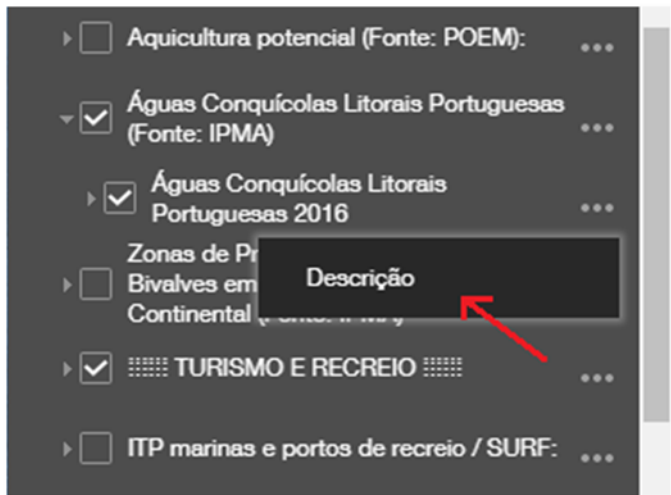 Aquicultura potencial (Fonte: POEM):
Águas Conquícolas Litorais Portuguesas
(Fonte: IPMA)
Águas Conquícolas Litorais
Portuguesas 2016
Zonas de Pr
Bivalves em
Descrição
Continental
TURISMO E RECREIO
ITP marinas e portos de recreio / SURF: